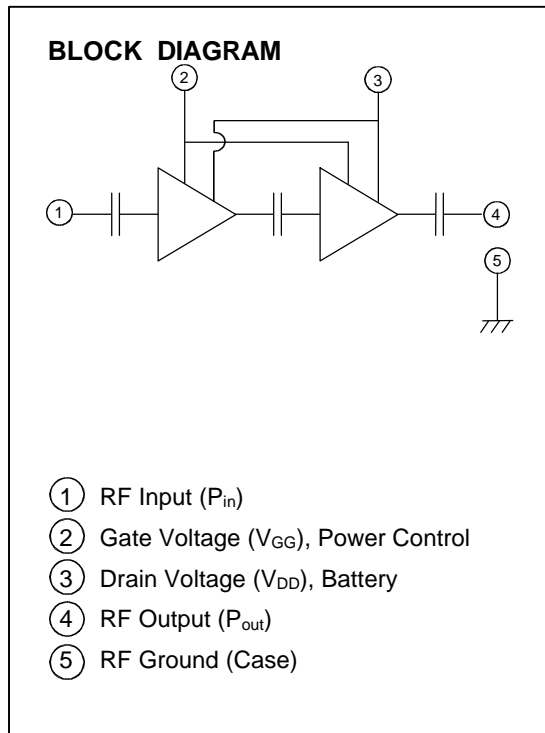 BLOCK DIAGRAM
2 3
1
4
5
1 RF Input (Pin)
2 Gate Voltage (VGG), Power Control
3 Drain Voltage (VDD), Battery
4 RF Output (Pout)
5 RF Ground (Case)